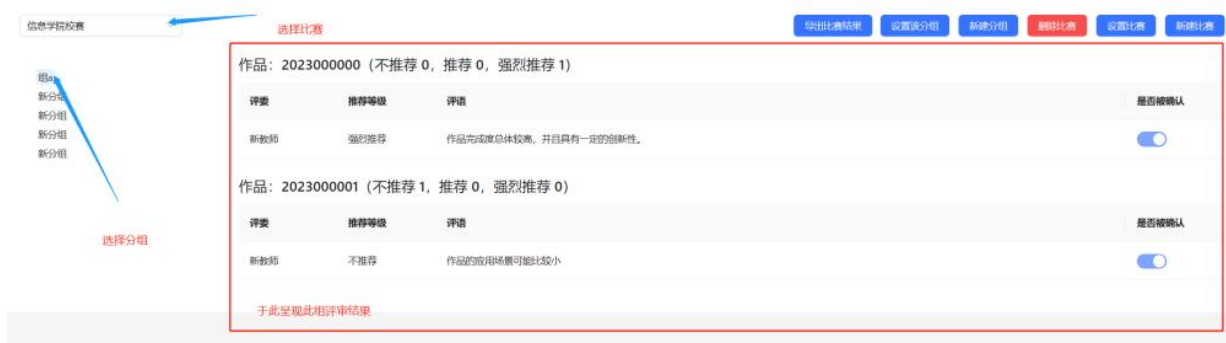 信息学院校赛
选择比赛
导出比赛结果 设置该分组 新建分组 删除比赛 设置比赛 新建比赛
组a
新分组
新分组
新分组
新分组
选择分组
作品：2023000000（不推荐 0，推荐 0，强烈推荐 1）
评委 推荐等级 评语 是否被确认
新教师 强烈推荐 作品完成度总体较高，并且具有一定的创新性。
作品：2023000001（不推荐 1，推荐 0，强烈推荐 0）
评委 推荐等级 评语 是否被确认
新教师 不推荐 作品的应用场景可能比较小
于此呈现此组评审结果